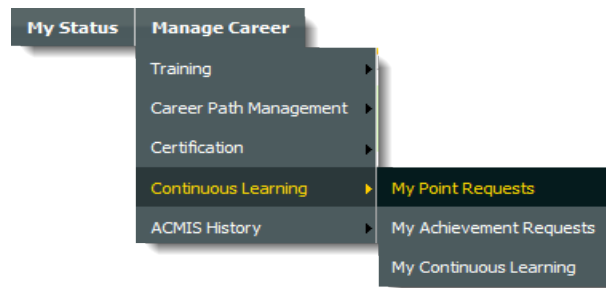 My Status
Manage Career
Training
Career Path Management
Certification
Continuous Learning
My Point Requests
ACMIS History
My Achievement Requests
My Continuous Learning